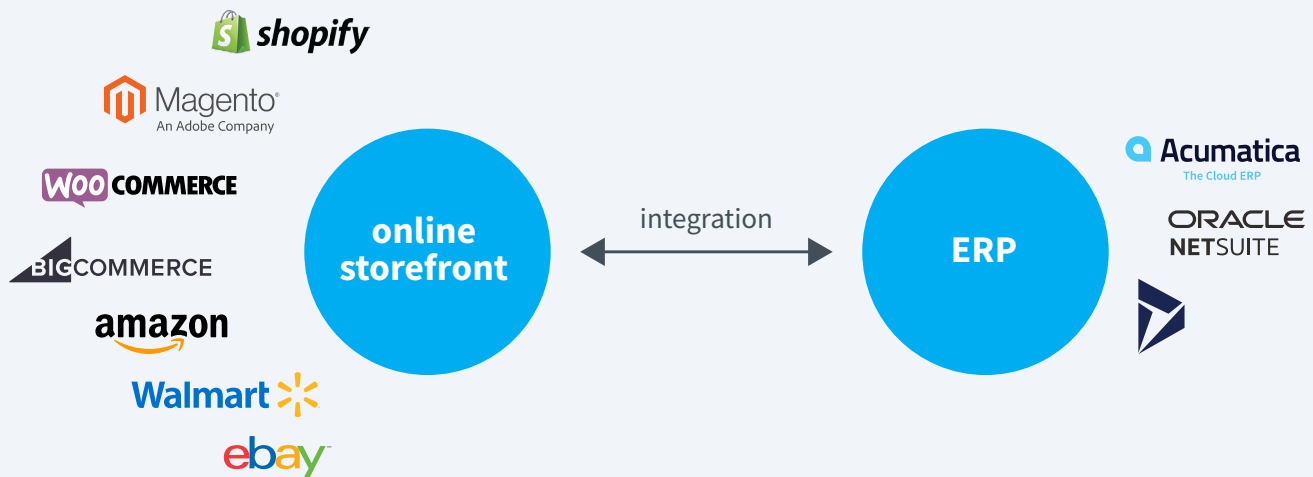 shopify
Magento®
An Adobe Company
WOO COMMERCE
BIGCOMMERCE
amazon
Walmart
ebay™
online
storefront
integration
ERP
Acumatica
The Cloud ERP
ORACLE
NETSUITE